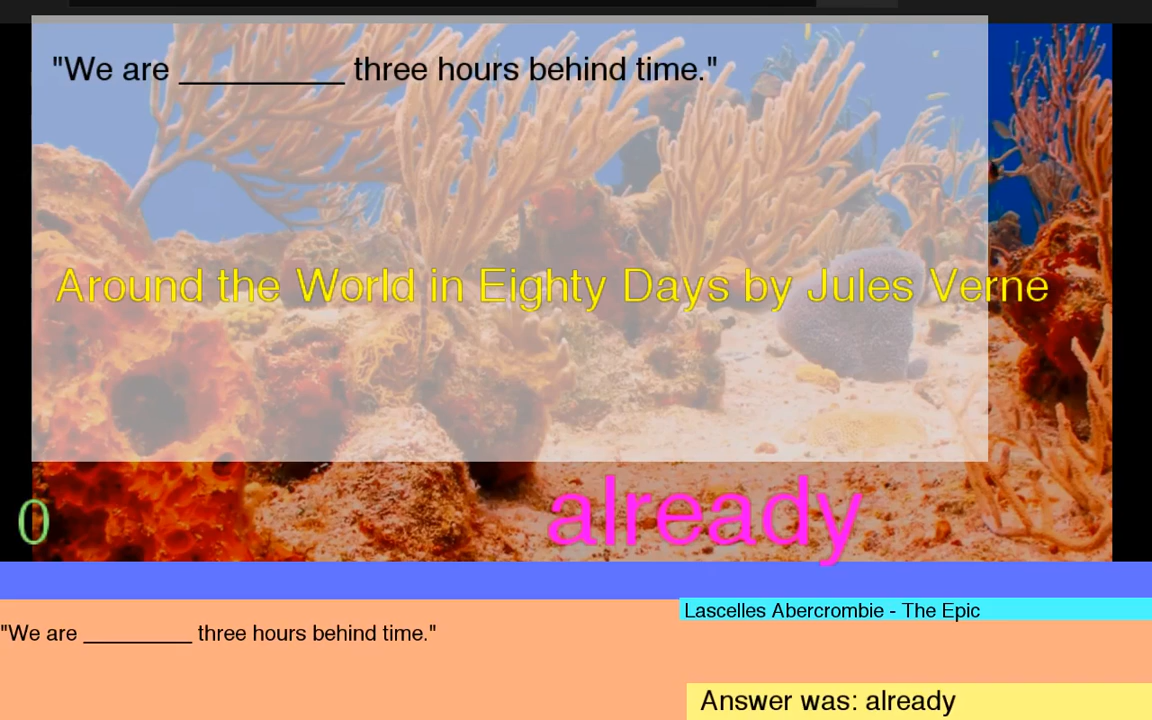 "We are __________ three hours behind time."
Around the World in Eighty Days by Jules Verne
0
already
Lascelles Abercrombie - The Epic
"We are __________ three hours behind time."
Answer was: already